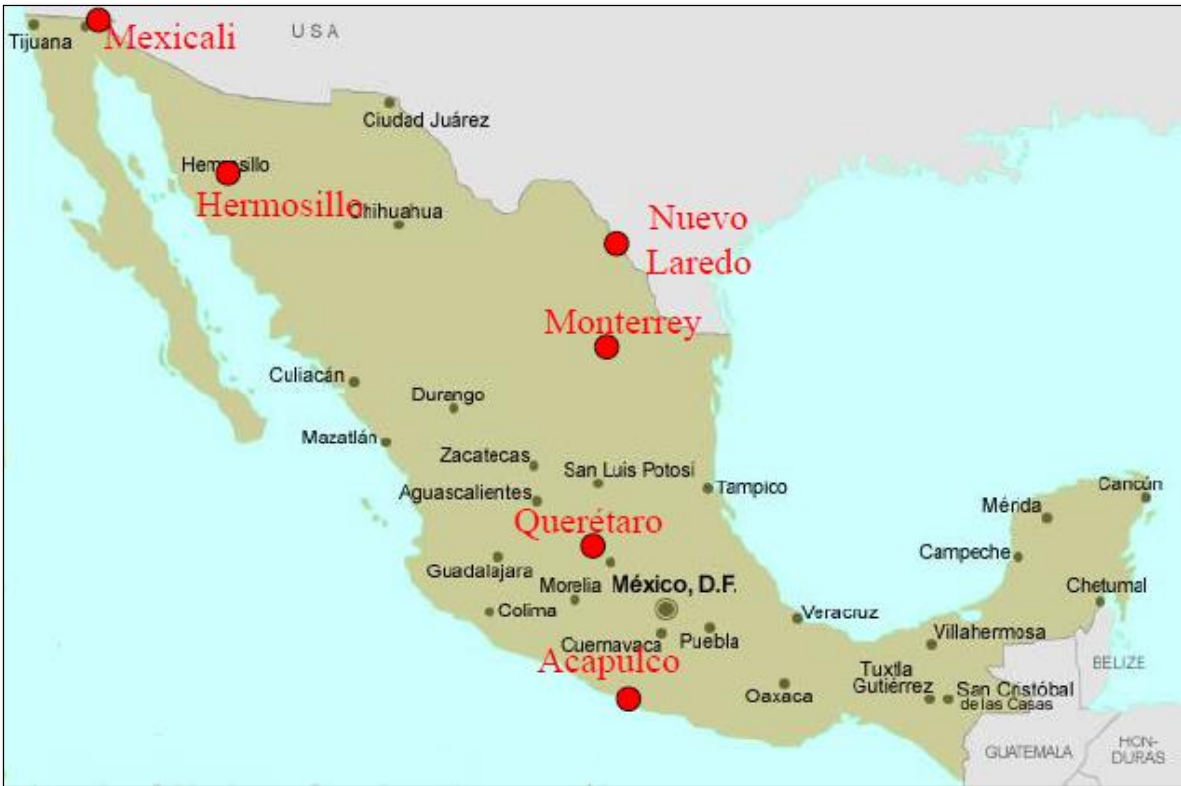 USA
Tijuana
Mexicali
Ciudad Juárez
Hermosillo
Hermosillo
Chihuahua
Nuevo
Laredo
Monterrey
Culiacán
Durango
Mazatlán
Zacatecas
San Luis Potosí
Tampico
Aguascalientes
Querétaro
Cancún
Mérida
Campeche
Guadalajara
Morelia
México, D.F.
Chetumal
Colima
Veracruz
Cuernavaca
Puebla
Villahermosa
Acapulco
BELIZE
Tuxtla
Gutiérrez
Oaxaca
San Cristóbal
de las Casas
GUATEMALA
HON-
DURAS